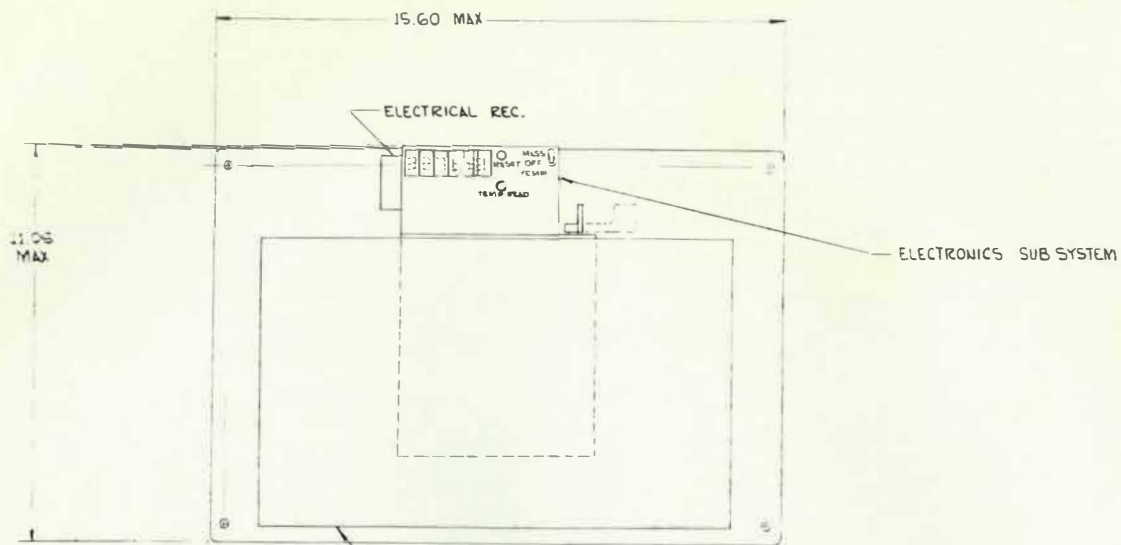 15.60 MAX
ELECTRICAL REC.
RESET OFF
TEMP
TEMP READ
11.06
MAX
ELECTRONICS SUB SYSTEM